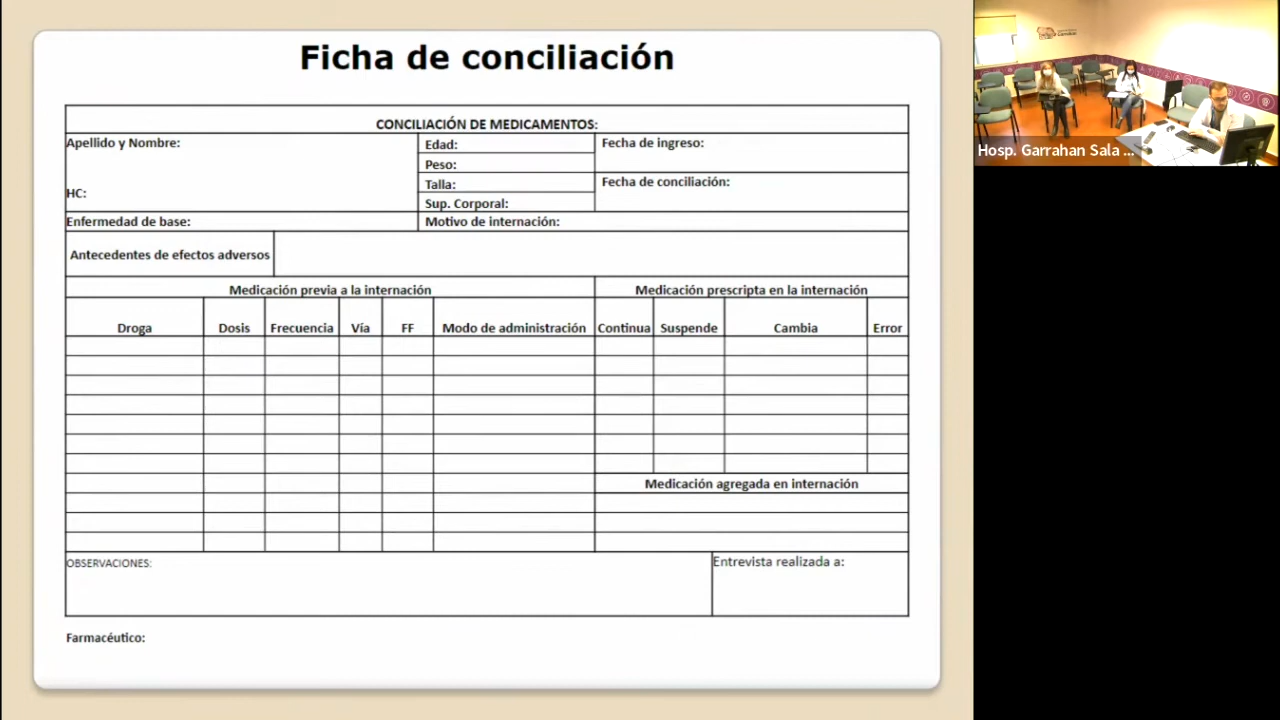 Ficha de conciliación
CONCILIACIÓN DE MEDICAMENTOS:
Apellido y Nombre:
HC:
Edad:
Peso:
Talla:
Sup. Corporal:
Fecha de ingreso:
Fecha de conciliación:
Enfermedad de base:
Motivo de internación:
Antecedentes de efectos adversos
Medicación previa a la internación
Medicación prescripta en la internación
Droga
Dosis
Frecuencia
Vía
FF
Modo de administración
Continua
Suspende
Cambia
Error
Medicación agregada en internación
OBSERVACIONES:
Entrevista realizada a:
Farmacéutico:
Hosp. Garrahan Sala ...